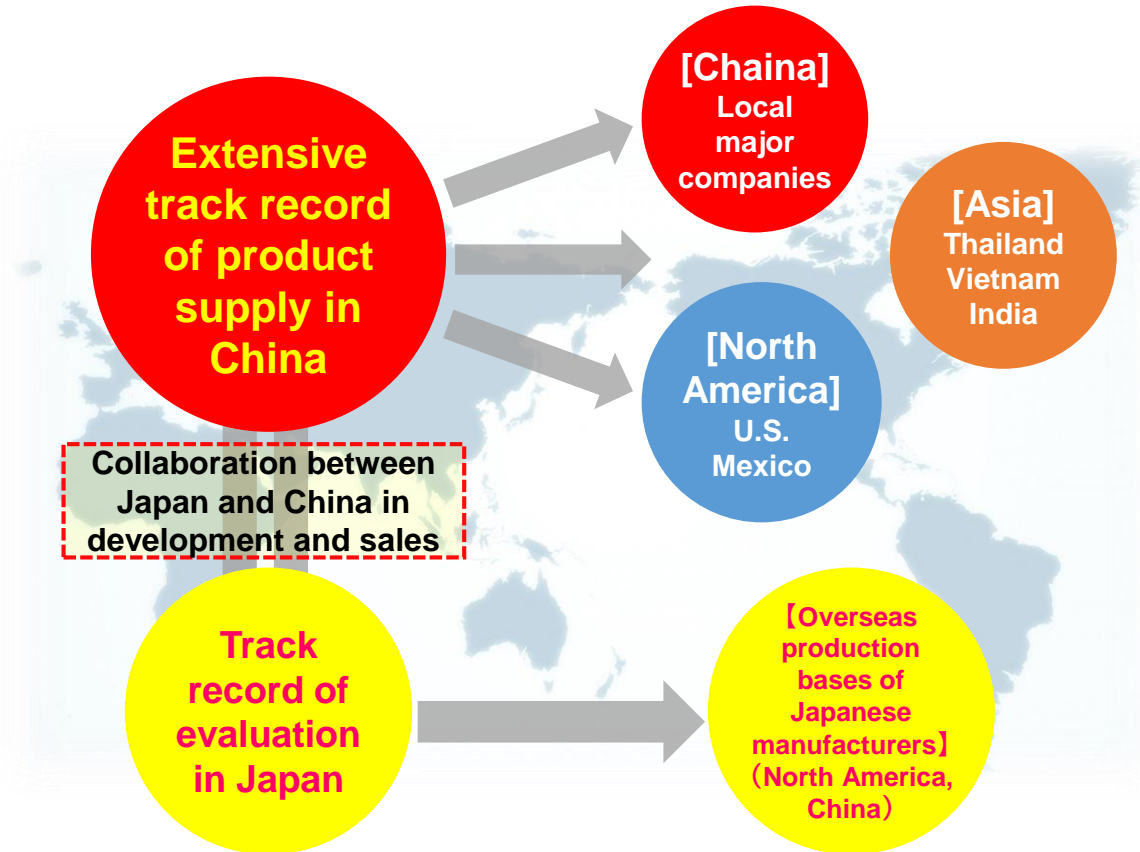 Extensive
track record
of product
supply in
China
[Chaina]
Local
major
companies
[Asia]
Thailand
Vietnam
India
[North
America]
U.S.
Mexico
Collaboration between
Japan and China in
development and sales
Track
record of
evaluation
in Japan
【Overseas
production
bases of
Japanese
manufacturers】
（North America,
China）